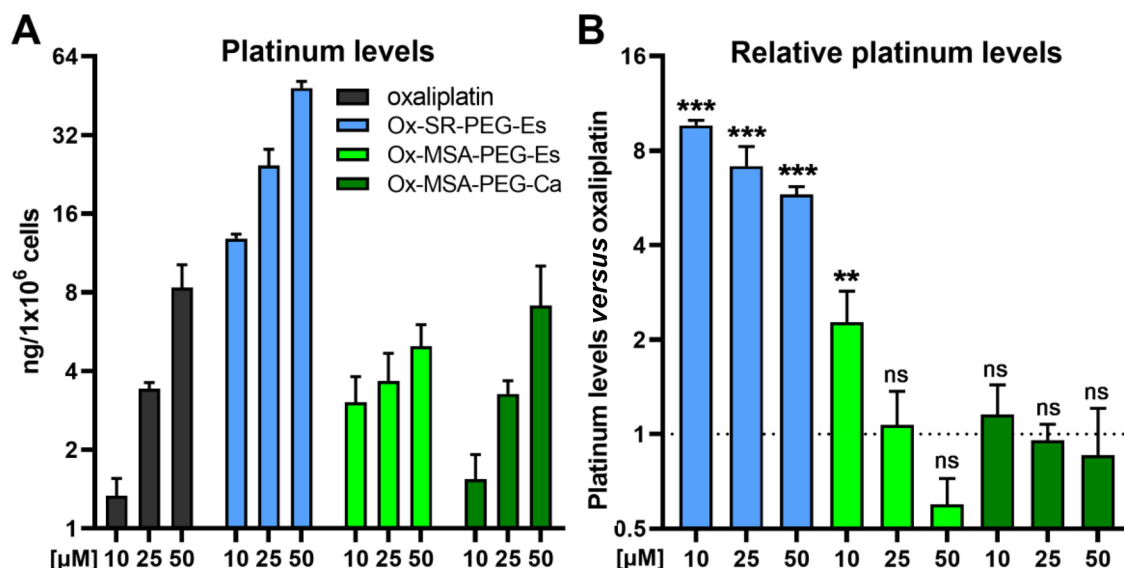 A
Platinum levels
ng/1x10⁶ cells
64
32
16
8
4
2
1
oxaliplatin
Ox-SR-PEG-Es
Ox-MSA-PEG-Es
Ox-MSA-PEG-Ca
[µM] 10 25 50 10 25 50 10 25 50 10 25 50
B
Relative platinum levels
Platinum levels versus oxaliplatin
16
8
4
2
1
0.5
*** *** *** ** ns ns ns ns ns
[µM] 10 25 50 10 25 50 10 25 50